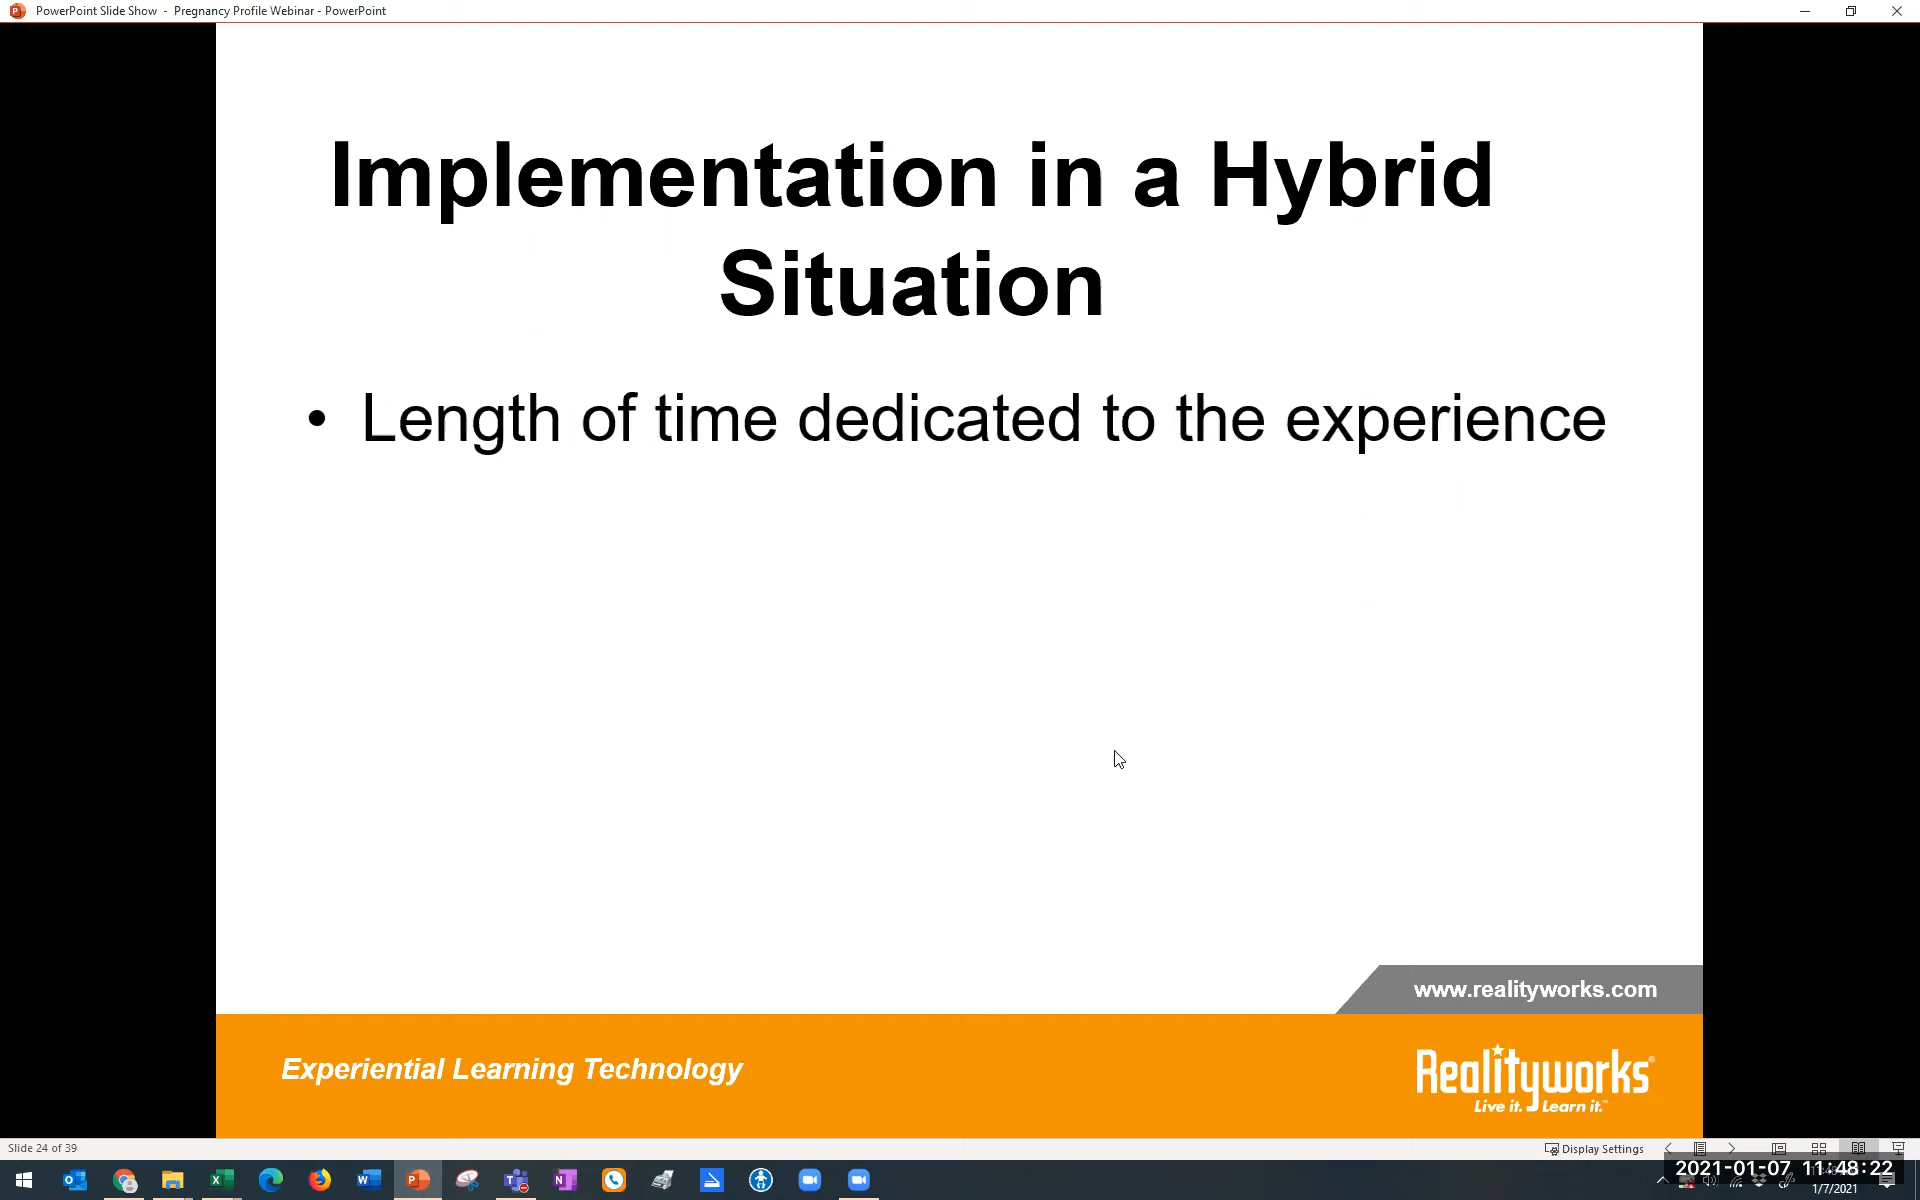 PowerPoint Slide Show - Pregnancy Profile Webinar - PowerPoint
Implementation in a Hybrid
Situation
• Length of time dedicated to the experience
www.realityworks.com
Experiential Learning Technology
Realityworks®
Live it. Learn it.™
Slide 24 of 39
Display Settings
2021-01-07 11:48:22
1/7/2021